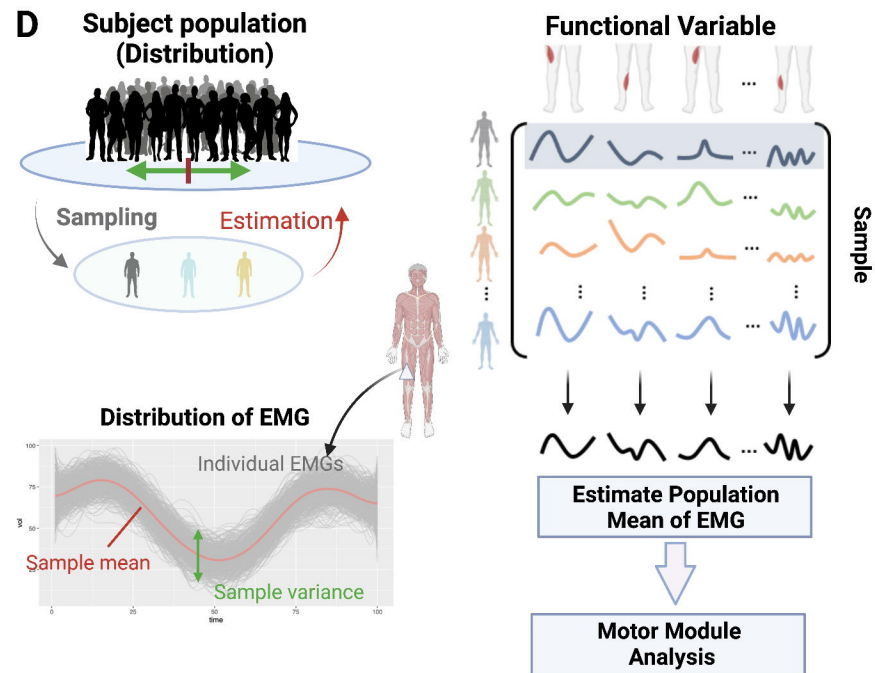 D
Subject population
(Distribution)
Sampling
Estimation
Distribution of EMG
100
75
50
vol
Individual EMGs
Sample mean
Sample variance
0
25
50
75
100
time
Functional Variable
...
...
...
...
...
Sample
...
Estimate Population
Mean of EMG
Motor Module
Analysis